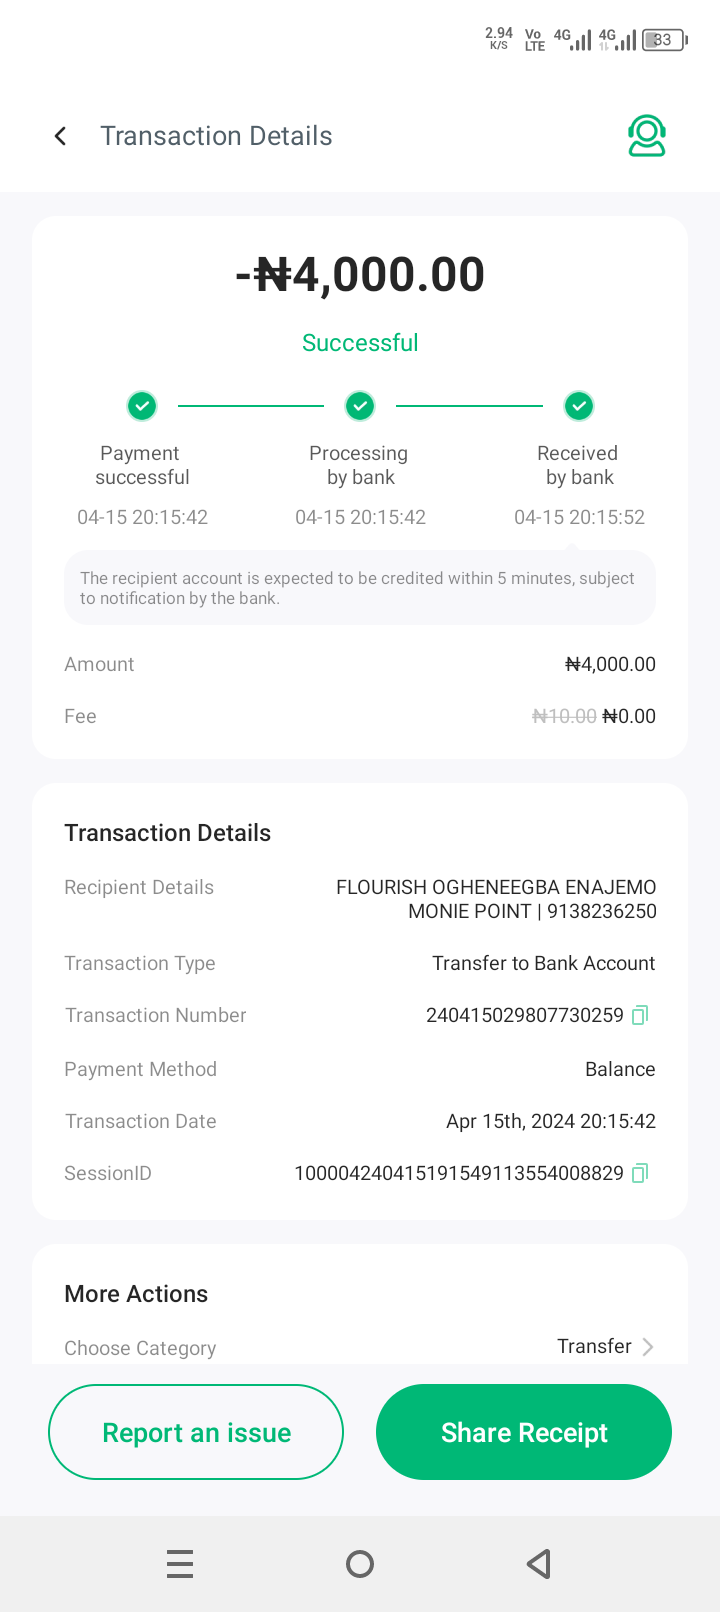 2.94
K/S
Vo
LTE
4G
4G
33
Transaction Details
-₦4,000.00
Successful
Payment
successful
04-15 20:15:42
Processing
by bank
04-15 20:15:42
Received
by bank
04-15 20:15:52
The recipient account is expected to be credited within 5 minutes, subject
to notification by the bank.
Amount ₦4,000.00
Fee ₦10.00 ₦0.00
Transaction Details
Recipient Details FLOURISH OGHENEEGBA ENAJEMO
MONIE POINT | 9138236250
Transaction Type Transfer to Bank Account
Transaction Number 240415029807730259
Payment Method Balance
Transaction Date Apr 15th, 2024 20:15:42
SessionID 100004240415191549113554008829
More Actions
Choose Category Transfer
Report an issue
Share Receipt